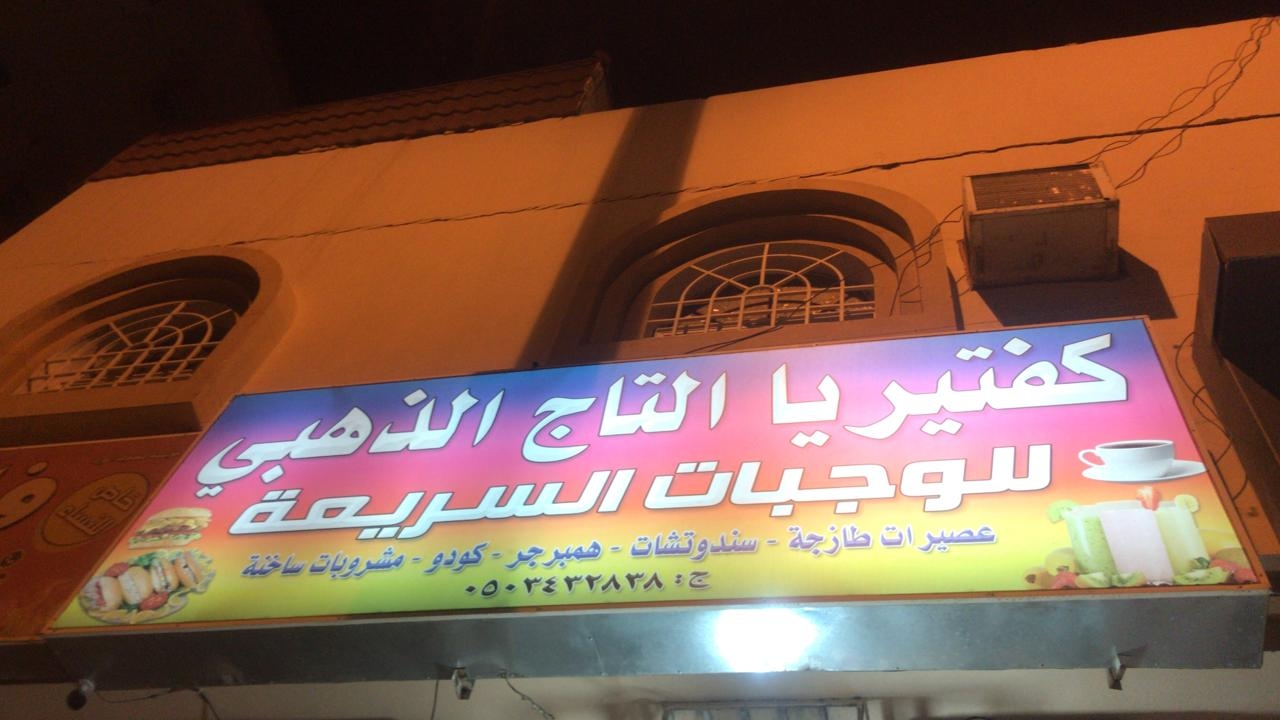 كفتيريا التاج الذهبي
للوجبات السريعة
عصيرات طازجة - سندوتشات - همبرجر - كودو - مشروبات ساخنة
ج : ٠٥٠٣٤٣٢٨٣٨